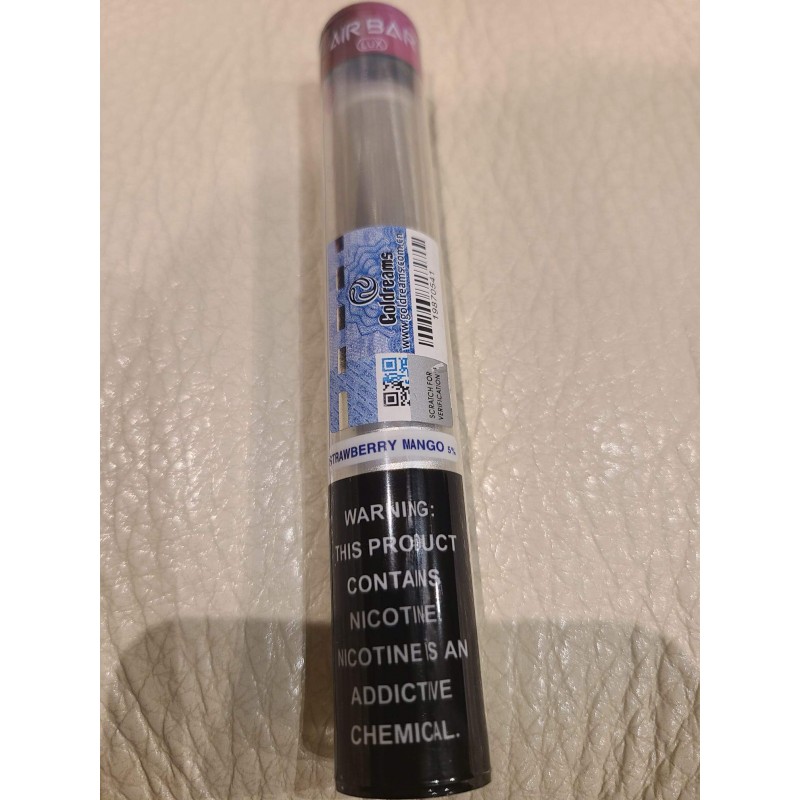 AIR BAR
LUX
Goldreams
www.goldreams.com.cn
19870541
SCRATCH FOR
VERIFICATION
STRAWBERRY MANGO 5%
WARNING:
THIS PRODUCT
CONTAINS
NICOTINE.
NICOTINE IS AN
ADDICTIVE
CHEMICAL.